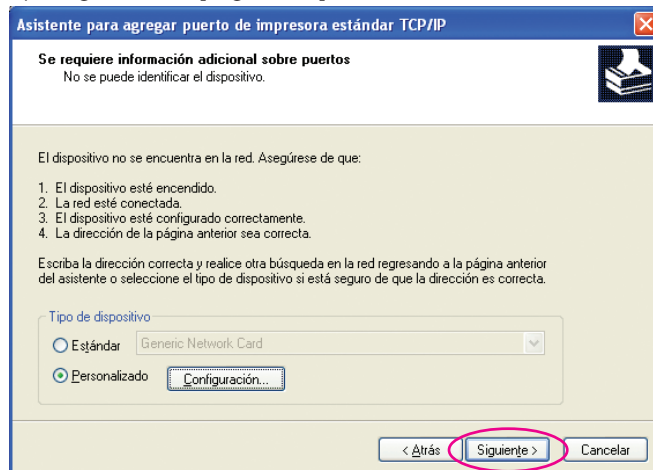 Asistente para agregar puerto de impresora estándar TCP/IP
Se requiere información adicional sobre puertos
No se puede identificar el dispositivo.
El dispositivo no se encuentra en la red. Asegúrese de que:
1. El dispositivo esté encendido.
2. La red esté conectada.
3. El dispositivo esté configurado correctamente.
4. La dirección de la página anterior sea correcta.
Escriba la dirección correcta y realice otra búsqueda en la red regresando a la página anterior
del asistente o seleccione el tipo de dispositivo si está seguro de que la dirección es correcta.
Tipo de dispositivo
Estándar Generic Network Card
Personalizado Configuración...
< Atrás Siguiente > Cancelar